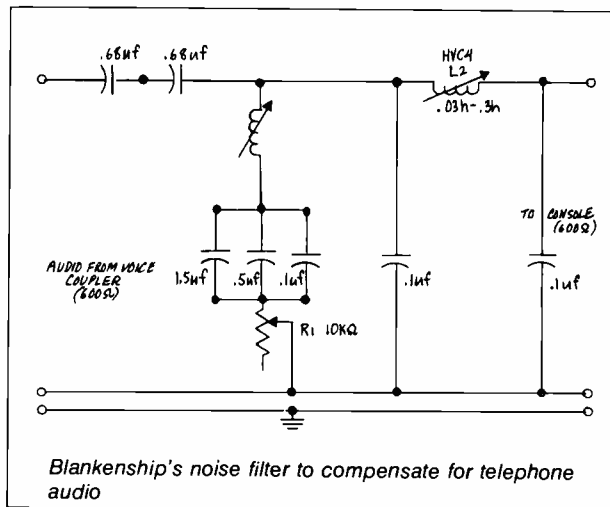 .68uf
.68uf
HVC4
L2
.03h-.3h
AUDIO FROM VOICE
COUPLER
(600Ω)
1.5uf
.5uf
.1uf
.1uf
TO CONSOLE
(600Ω)
.1uf
R1 10KΩ
Blankenship's noise filter to compensate for telephone
audio